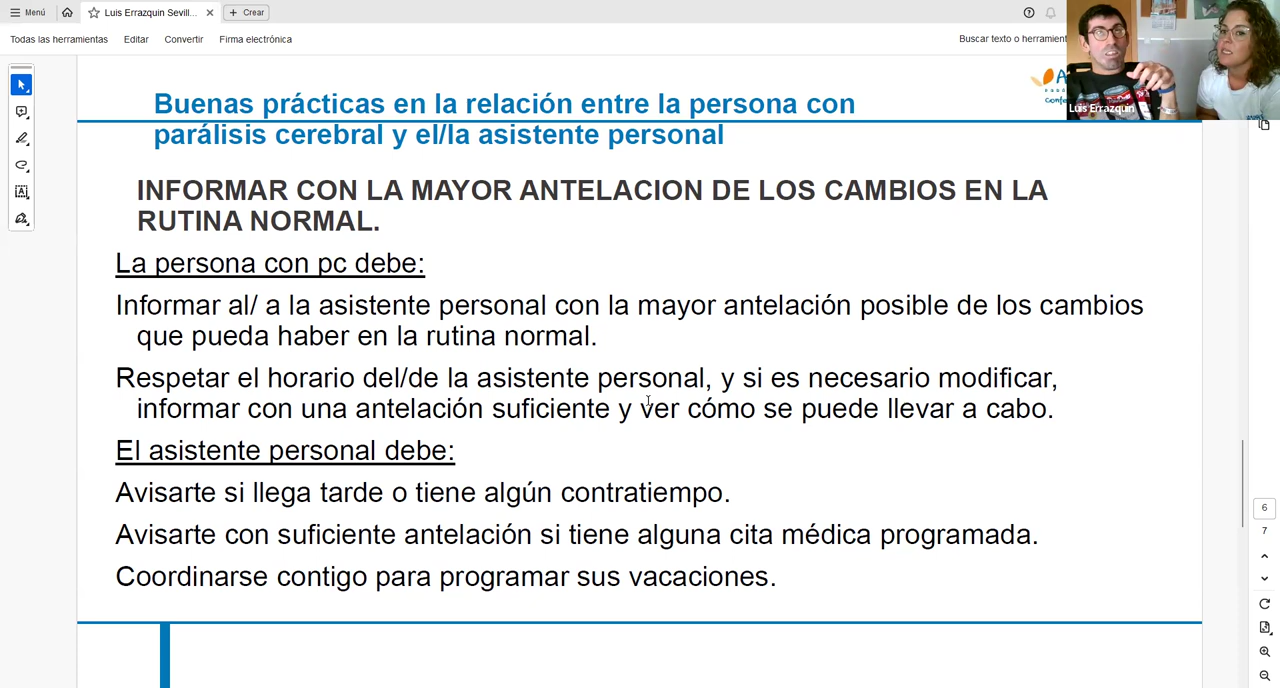 Menú
Luis Errazquin Sevill...
Crear
Todas las herramientas
Editar
Convertir
Firma electrónica
Buscar texto o herramient
Luis Errazquin
Buenas prácticas en la relación entre la persona con
parálisis cerebral y el/la asistente personal
INFORMAR CON LA MAYOR ANTELACION DE LOS CAMBIOS EN LA
RUTINA NORMAL.
La persona con pc debe:
Informar al/ a la asistente personal con la mayor antelación posible de los cambios
que pueda haber en la rutina normal.
Respetar el horario del/de la asistente personal, y si es necesario modificar,
informar con una antelación suficiente y ver cómo se puede llevar a cabo.
El asistente personal debe:
Avisarte si llega tarde o tiene algún contratiempo.
Avisarte con suficiente antelación si tiene alguna cita médica programada.
Coordinarse contigo para programar sus vacaciones.
6
7